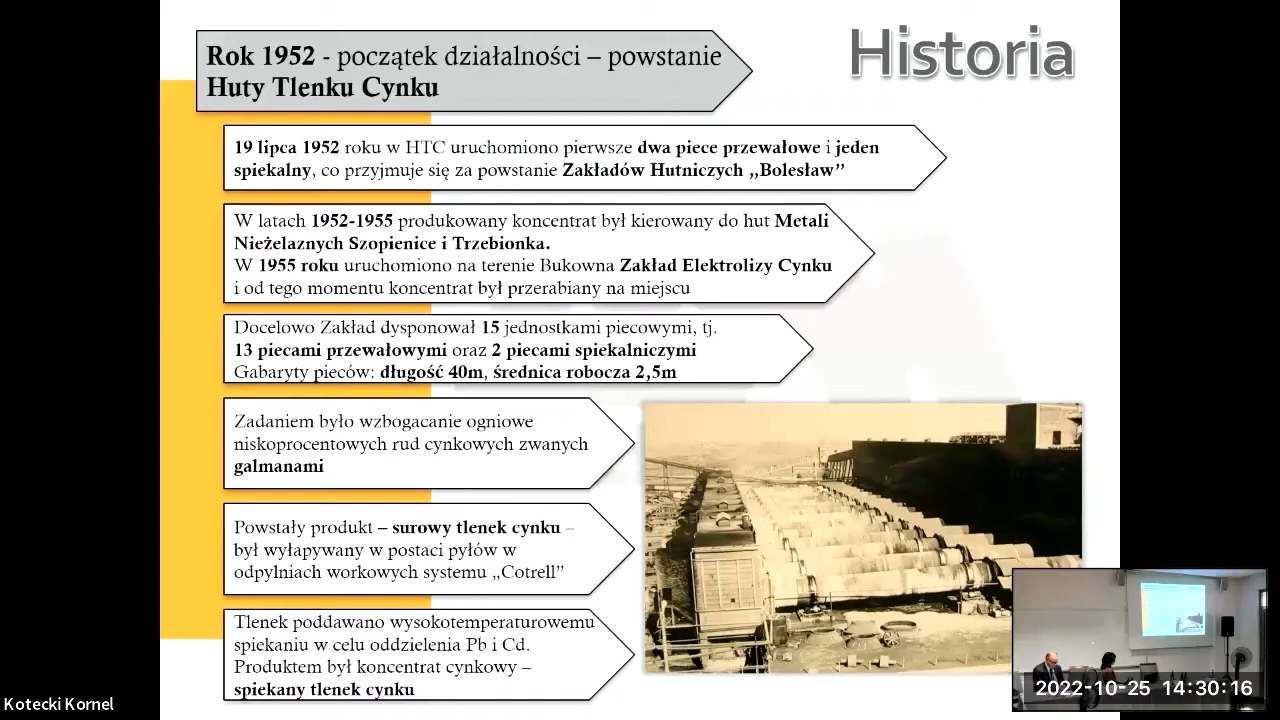 Historia
Rok 1952 - początek działalności – powstanie
Huty Tlenku Cynku
19 lipca 1952 roku w HTC uruchomiono pierwsze dwa piece przewałowe i jeden
spiekalny, co przyjmuje się za powstanie Zakładów Hutniczych „Bolesław”
W latach 1952-1955 produkowany koncentrat był kierowany do hut Metali
Nieżelaznych Szopienice i Trzebionka.
W 1955 roku uruchomiono na terenie Bukowna Zakład Elektrolizy Cynku
i od tego momentu koncentrat był przerabiany na miejscu
Docelowo Zakład dysponował 15 jednostkami piecowymi, tj.
13 piecami przewałowymi oraz 2 piecami spiekalniczymi
Gabaryty pieców: długość 40m, średnica robocza 2,5m
Zadaniem było wzbogacanie ogniowe
niskoprocentowych rud cynkowych zwanych
galmanami
Powstały produkt – surowy tlenek cynku –
był wyłapywany w postaci pyłów w
odpylniach workowych systemu „Cotrell”
Tlenek poddawano wysokotemperaturowemu
spiekaniu w celu oddzielenia Pb i Cd.
Produktem był koncentrat cynkowy –
spiekany tlenek cynku
2022-10-25 14:30:16
Kotecki Kornel